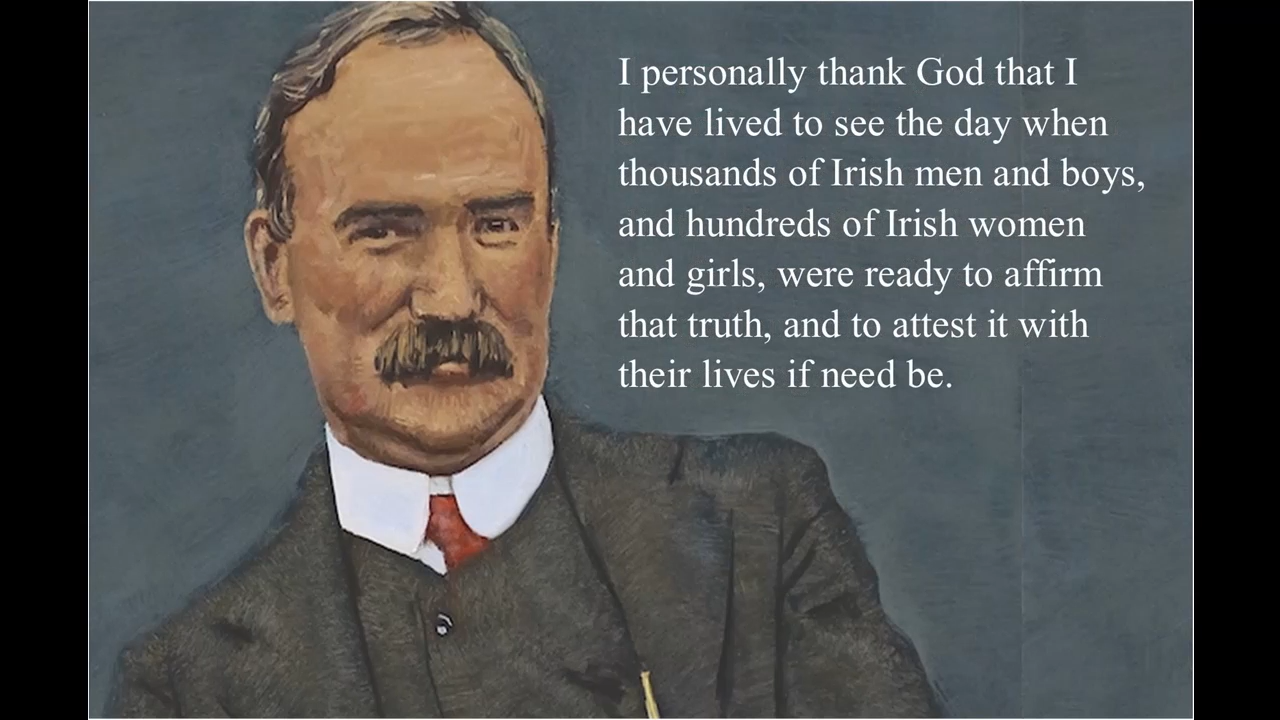 I personally thank God that I
have lived to see the day when
thousands of Irish men and boys,
and hundreds of Irish women
and girls, were ready to affirm
that truth, and to attest it with
their lives if need be.